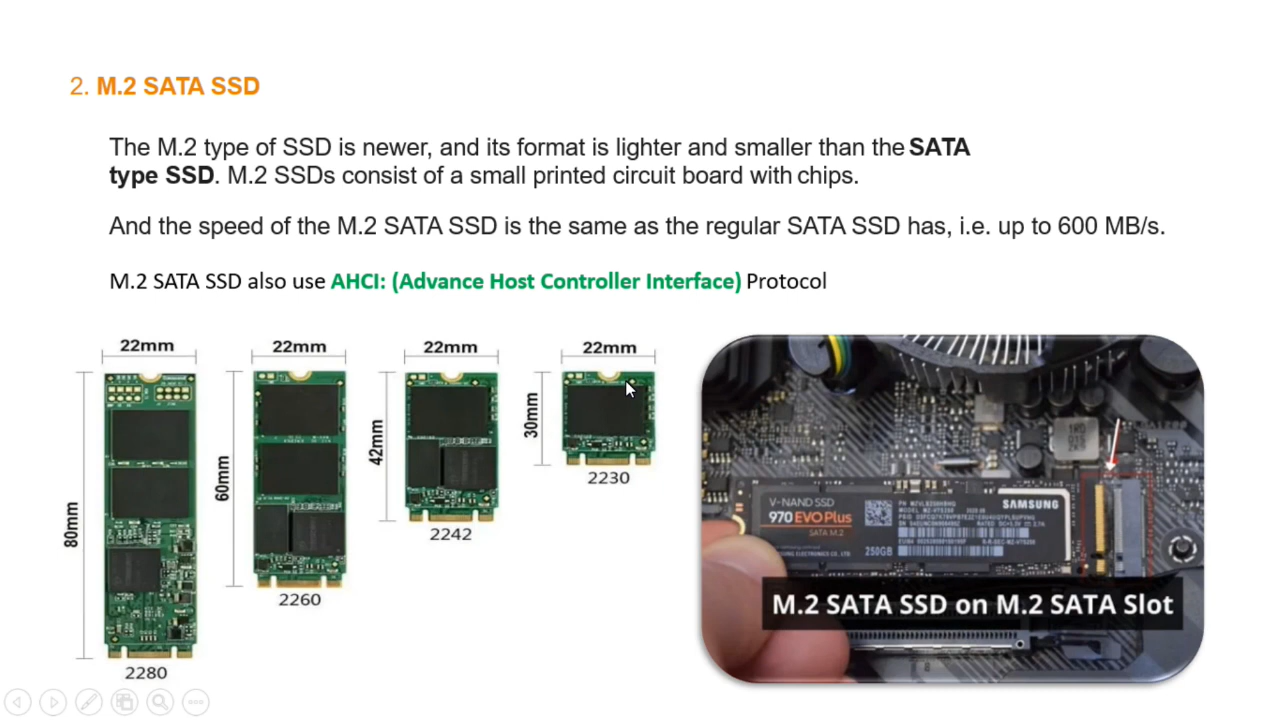 2. M.2 SATA SSD
The M.2 type of SSD is newer, and its format is lighter and smaller than the SATA
type SSD. M.2 SSDs consist of a small printed circuit board with chips.
And the speed of the M.2 SATA SSD is the same as the regular SATA SSD has, i.e. up to 600 MB/s.
M.2 SATA SSD also use AHCI: (Advance Host Controller Interface) Protocol
22mm
22mm
22mm
22mm
80mm
60mm
42mm
30mm
2280
2260
2242
2230
V-NAND SSD
970 EVO Plus
SATA M.2
SAMSUNG
250GB
M.2 SATA SSD on M.2 SATA Slot